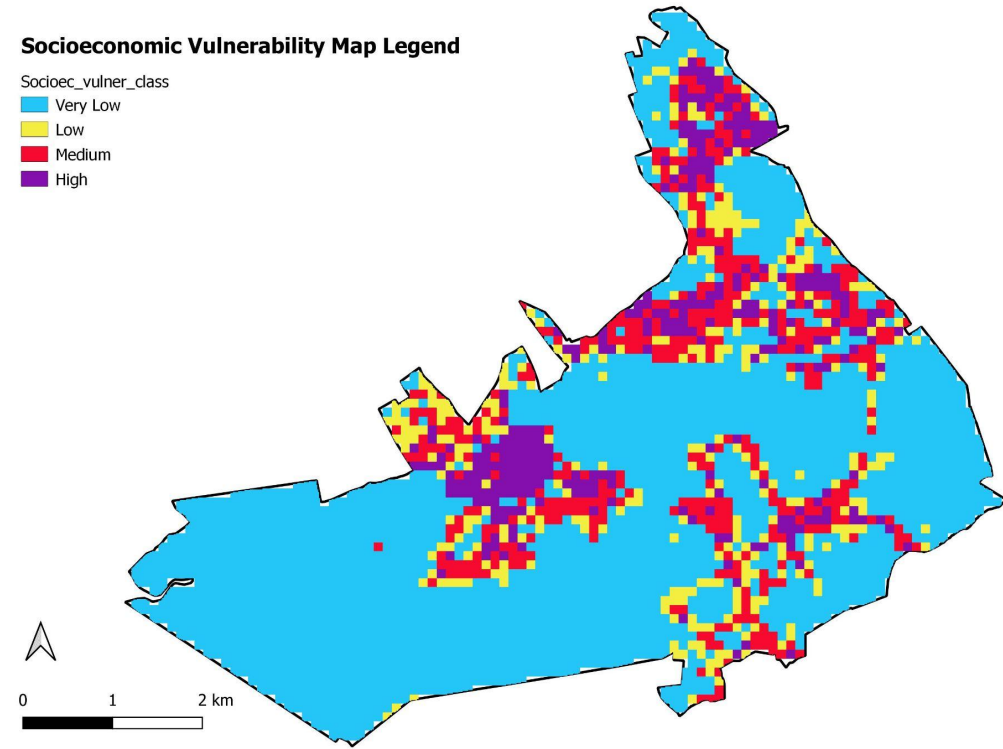 Socioeconomic Vulnerability Map Legend
Socioec_vulner_class
Very Low
Low
Medium
High
0 1 2 km